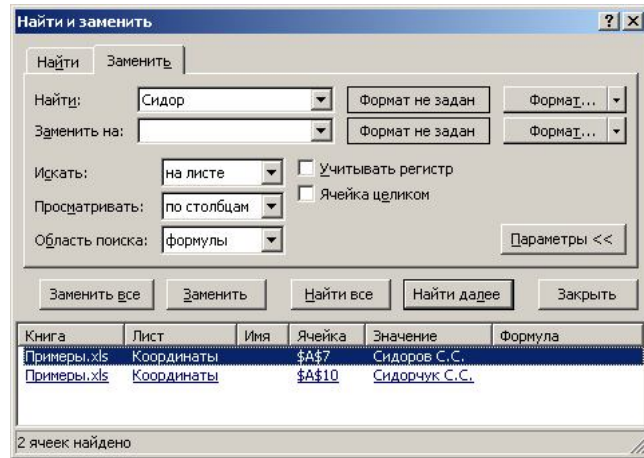 Найти и заменить
Найти Заменить
Найти: Сидор Формат не задан Формат...
Заменить на: Формат не задан Формат...
Искать: на листе Учитывать регистр
Ячейка целиком
Просматривать: по столбцам
Область поиска: формулы Параметры <<
Заменить все Заменить Найти все Найти далее Закрыть
Книга Лист Имя Ячейка Значение Формула
Примеры.xls Координаты $A$7 Сидоров С.С.
Примеры.xls Координаты $A$10 Сидорчук С.С.
2 ячеек найдено